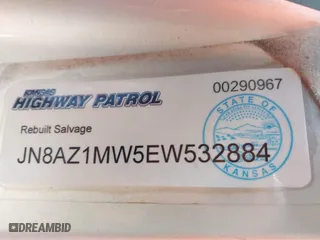 KANSAS
HIGHWAY PATROL
00290967
STATE OF
KANSAS
Rebuilt Salvage
JN8AZ1MW5EW532884
DREAMBID